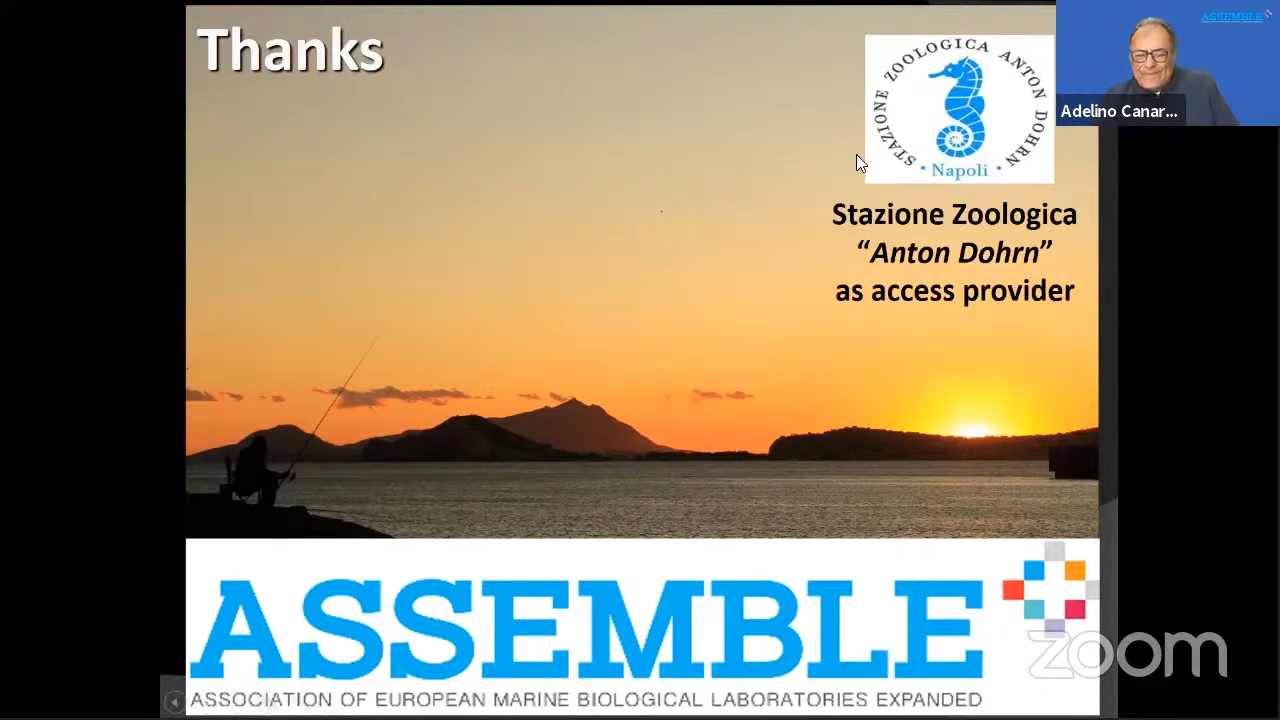 Thanks
STAZIONE ZOOLOGICA ANTON DOHRN
• Napoli •
ASSEMBLE
Adelino Canar...
Stazione Zoologica
“Anton Dohrn”
as access provider
ASSEMBLE
zoom
ASSOCIATION OF EUROPEAN MARINE BIOLOGICAL LABORATORIES EXPANDED